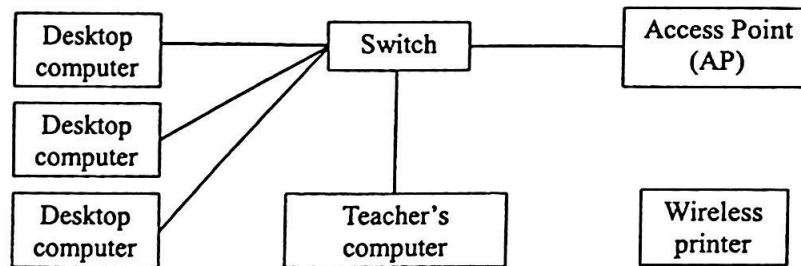 Desktop
computer
Switch
Access Point
(AP)
Desktop
computer
Desktop
computer
Teacher's
computer
Wireless
printer